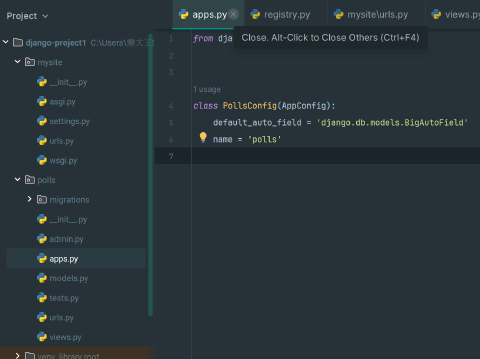 Project
apps.py
registry.py
mysite\urls.py
views.py
django-project1 C:\Users\
mysite
__init__.py
asgi.py
settings.py
urls.py
wsgi.py
polls
migrations
__init__.py
admin.py
apps.py
models.py
tests.py
urls.py
views.py
venv library root
1
from dja
Close. Alt-Click to Close Others (Ctrl+F4)
2
3
1 usage
4
class PollsConfig(AppConfig):
5
default_auto_field = 'django.db.models.BigAutoField'
6
name = 'polls'
7